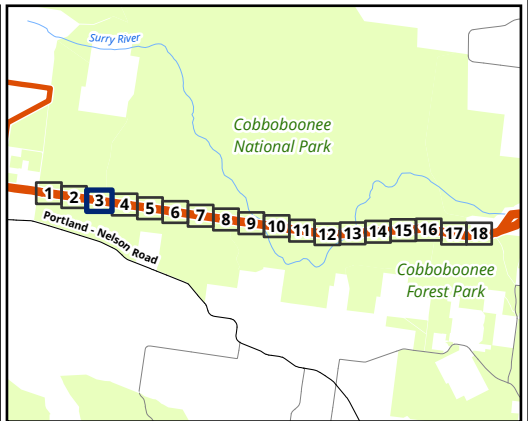 Surry River
Cobboboonee
National Park
1 2 3 4 5 6 7 8 9 10 11 12 13 14 15 16 17 18
Portland - Nelson Road
Cobboboonee
Forest Park